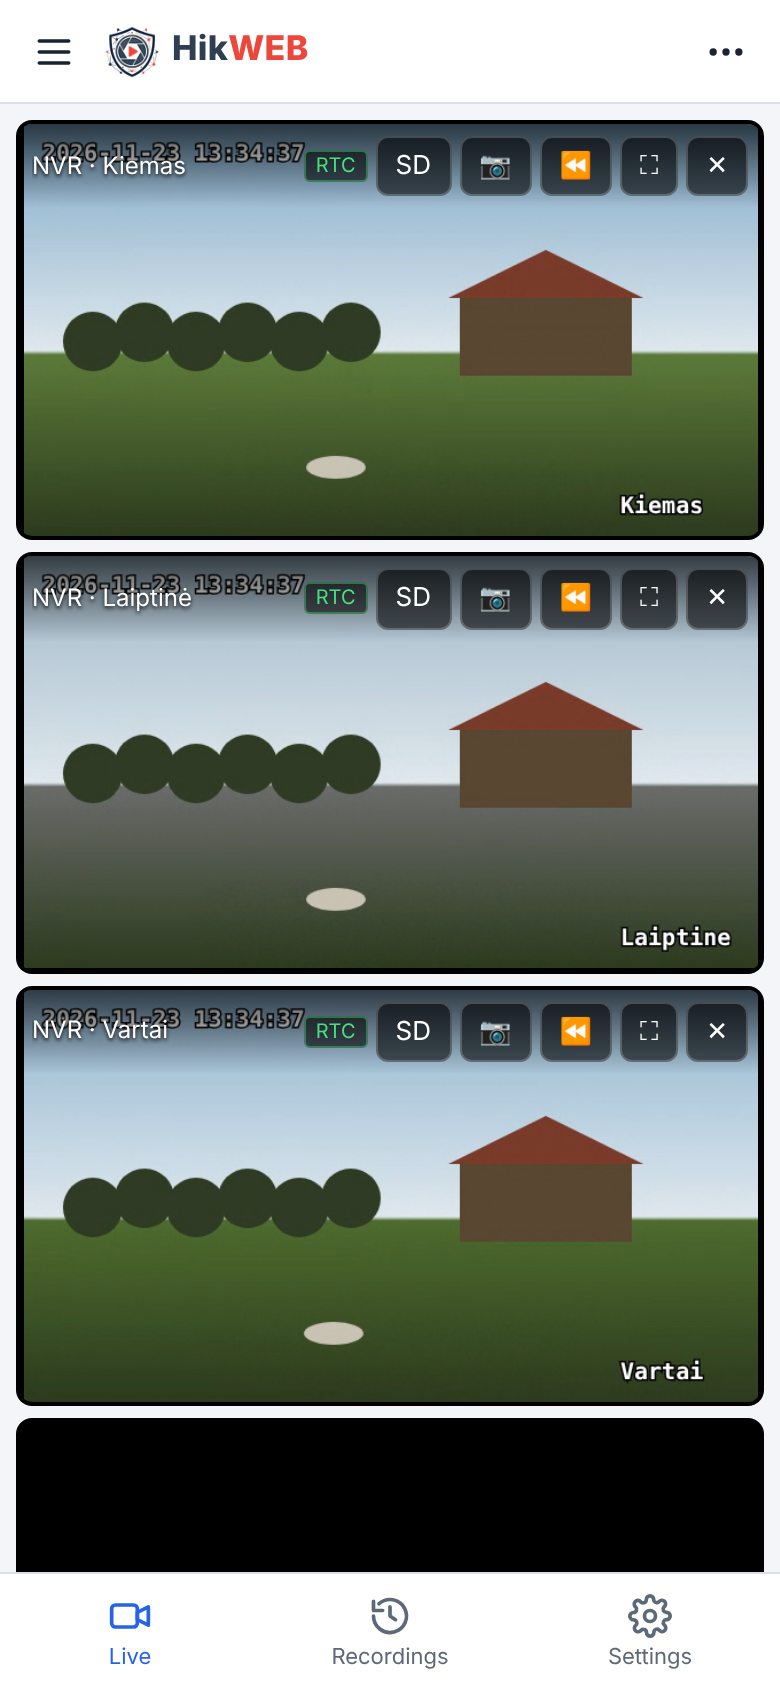 HikWEB
2026-11-23 13:34:37
NVR · Kiemas
RTC
SD
Kiemas
2026-11-23 13:34:37
NVR · Laiptinė
RTC
SD
Laiptine
2026-11-23 13:34:37
NVR · Vartai
RTC
SD
Vartai
Live
Recordings
Settings